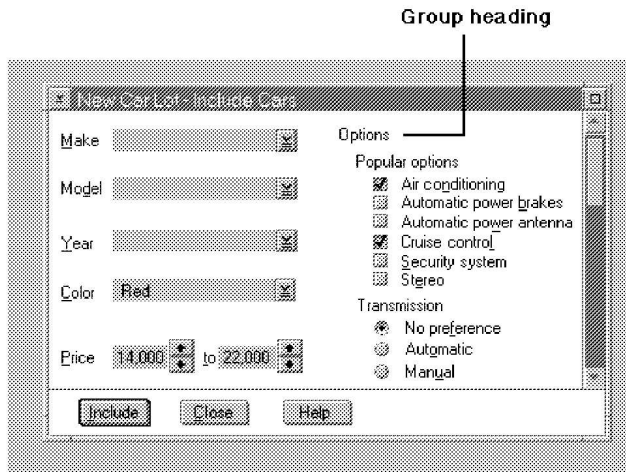 Group heading
New Car Lot - Include Cars
Make
Model
Year
Color Red
Price 14,000 to 22,000
Options
Popular options
Air conditioning
Automatic power brakes
Automatic power antenna
Cruise control
Security system
Stereo
Transmission
No preference
Automatic
Manual
Include Close Help